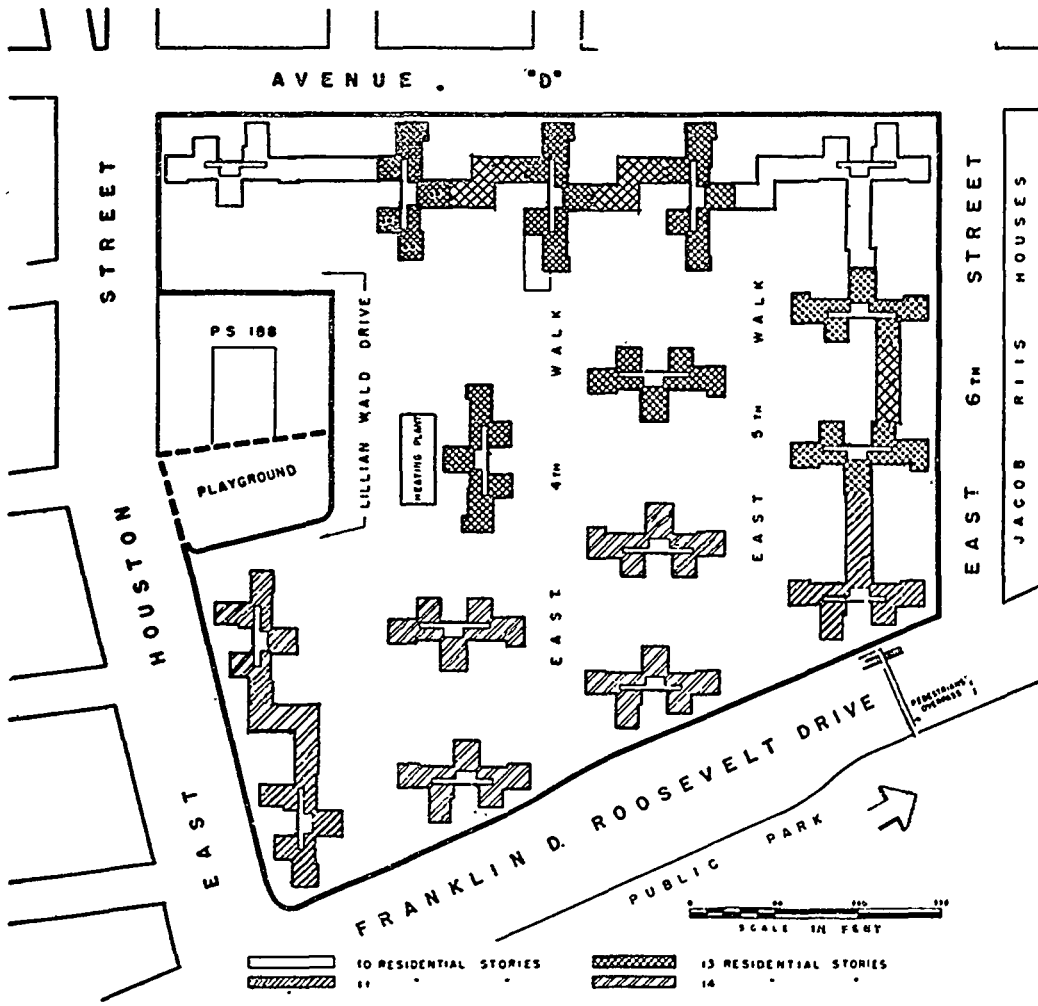 AVENUE. "D"
STREET
PS 188
PLAYGROUND
LILLIAN WALD DRIVE
HEATING PLANT
EAST 4TH WALK
EAST 5TH WALK
EAST 6TH STREET
JACOB RIIS HOUSES
EAST HOUSTON
FRANKLIN D. ROOSEVELT DRIVE
PEDESTRIANS'
OVERPASS
PUBLIC PARK
SCALE IN FEET
10 RESIDENTIAL STORIES
11 " "
13 RESIDENTIAL STORIES
14 " "